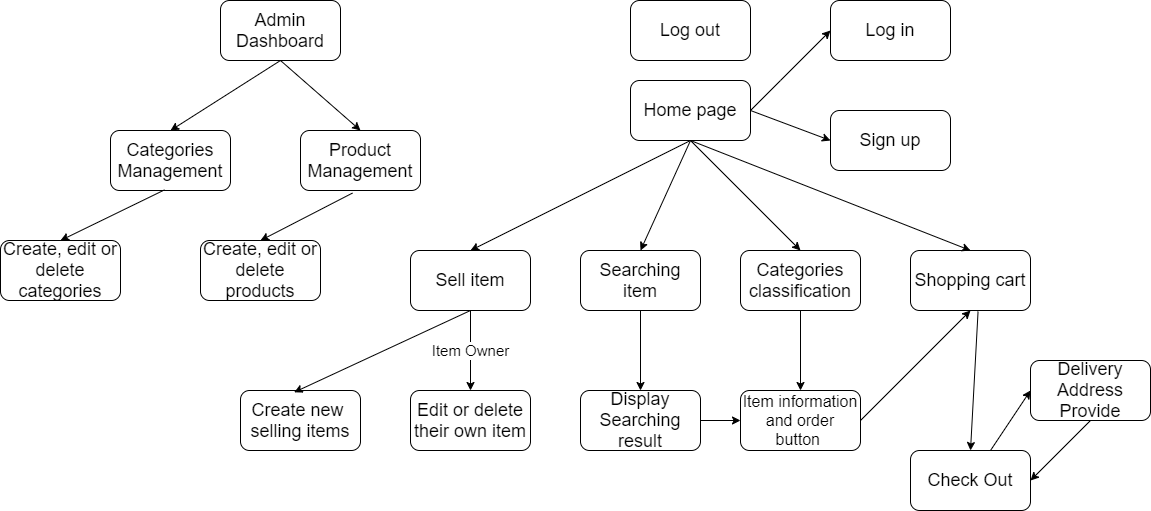 Admin
Dashboard
Log out
Log in
Home page
Sign up
Categories
Management
Product
Management
Create, edit or
delete
categories
Create, edit or
delete
products
Sell item
Searching
item
Categories
classification
Shopping cart
Item Owner
Create new
selling items
Edit or delete
their own item
Display
Searching
result
Item information
and order
button
Delivery
Address
Provide
Check Out